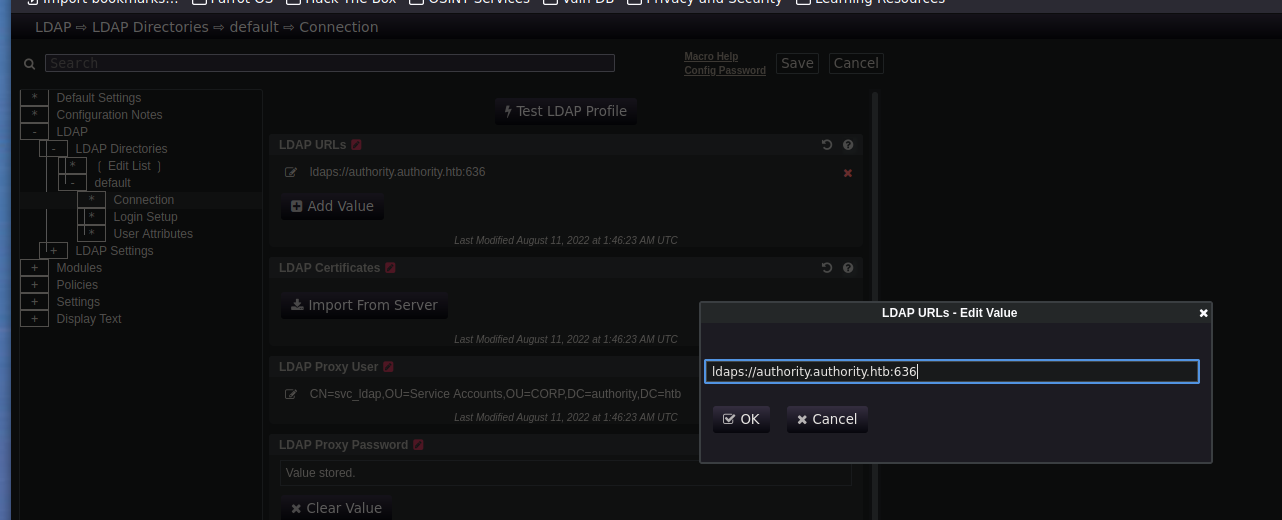 Import bookmarks... Parrot OS Hack The Box OSINT Services Vuln DB Privacy and Security Learning Resources
LDAP ⇨ LDAP Directories ⇨ default ⇨ Connection
Search
Macro Help
Config Password
Save
Cancel
* Default Settings
* Configuration Notes
- LDAP
- LDAP Directories
* [ Edit List ]
- default
* Connection
* Login Setup
* User Attributes
+ LDAP Settings
+ Modules
+ Policies
+ Settings
+ Display Text
Test LDAP Profile
LDAP URLs
ldaps://authority.authority.htb:636
Add Value
Last Modified August 11, 2022 at 1:46:23 AM UTC
LDAP Certificates
Import From Server
Last Modified August 11, 2022 at 1:46:23 AM UTC
LDAP Proxy User
CN=svc_ldap,OU=Service Accounts,OU=CORP,DC=authority,DC=htb
Last Modified August 11, 2022 at 1:46:23 AM UTC
LDAP Proxy Password
Value stored.
Clear Value
LDAP URLs - Edit Value
ldaps://authority.authority.htb:636
OK
Cancel